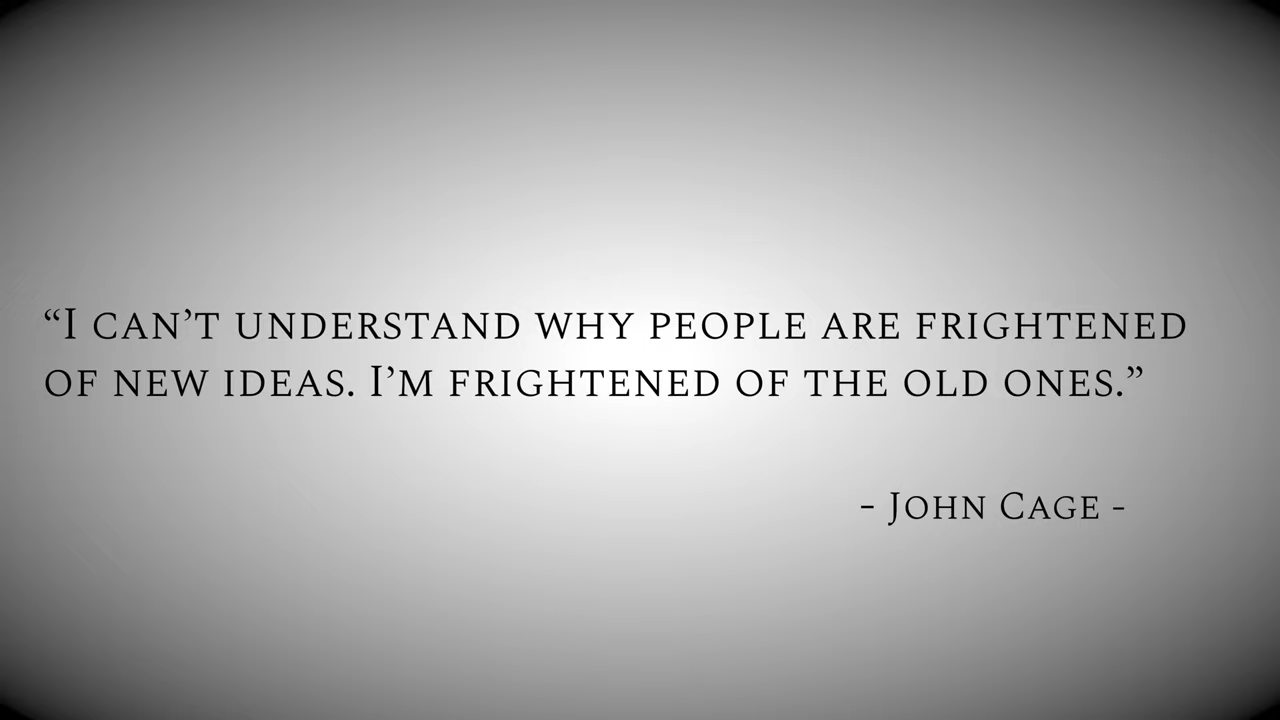 “I can’t understand why people are frightened
of new ideas. I’m frightened of the old ones.”
- John Cage -